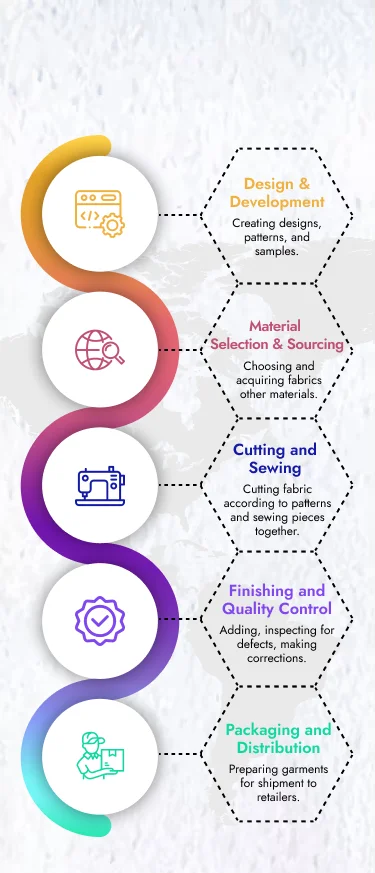 Design &
Development
Creating designs,
patterns, and
samples.
Material
Selection & Sourcing
Choosing and
acquiring fabrics
other materials.
Cutting and
Sewing
Cutting fabric
according to patterns
and sewing pieces
together.
Finishing and
Quality Control
Adding, inspecting for
defects, making
corrections.
Packaging and
Distribution
Preparing garments
for shipment to
retailers.